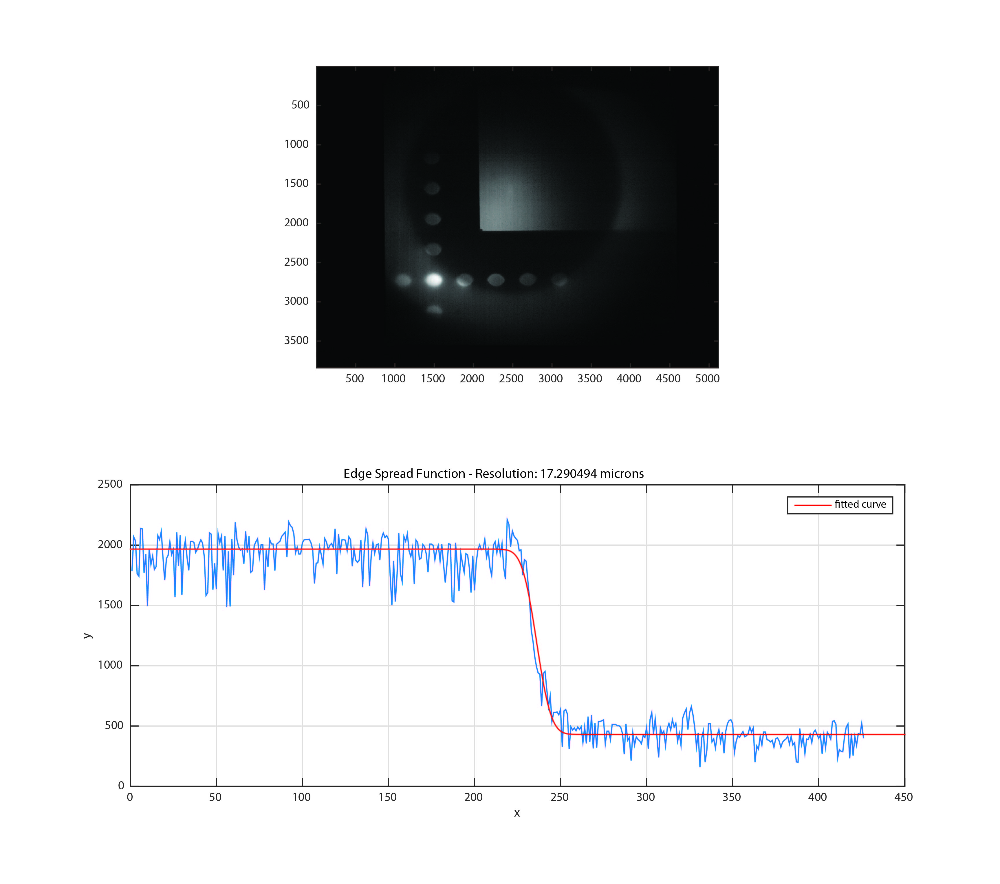 500
1000
1500
2000
2500
3000
3500
500 1000 1500 2000 2500 3000 3500 4000 4500 5000
Edge Spread Function - Resolution: 17.290494 microns
2500
fitted curve
2000
1500
y
1000
500
0
0 50 100 150 200 250 300 350 400 450
x